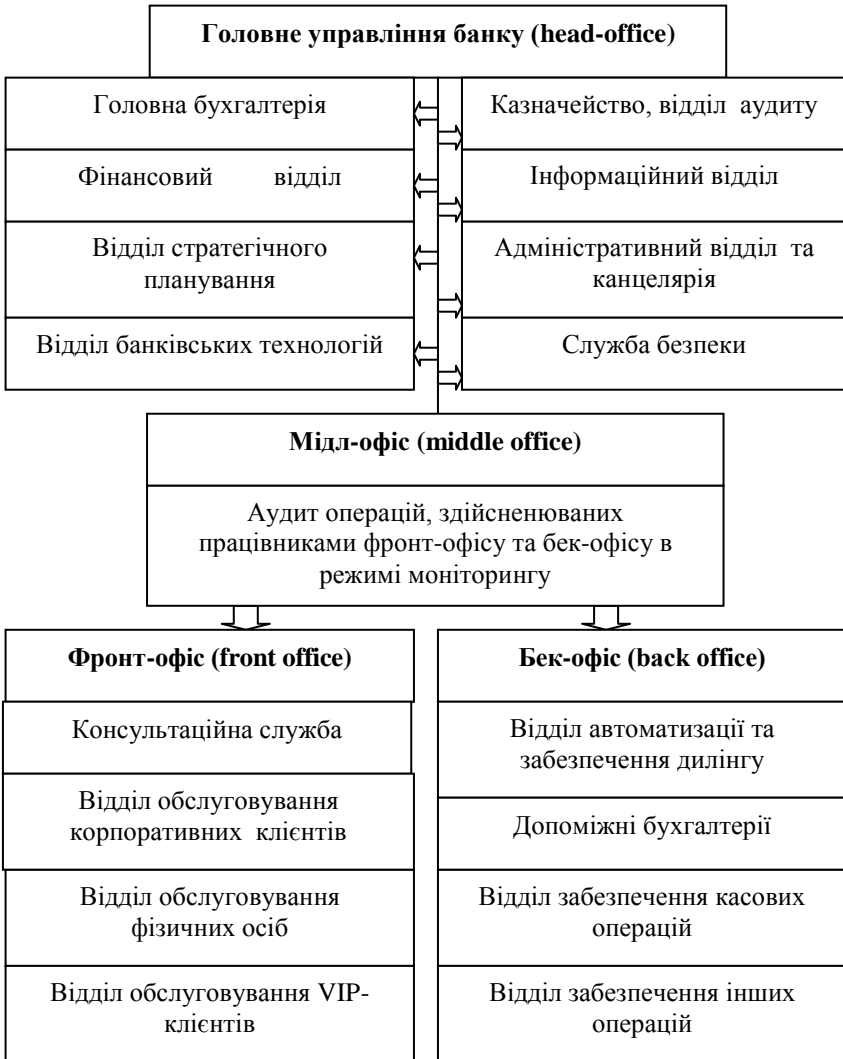 Головне управління банку (head-office)
Головна бухгалтерія
Казначейство, відділ аудиту
Фінансовий відділ
Інформаційний відділ
Відділ стратегічного
планування
Адміністративний відділ та
канцелярія
Відділ банківських технологій
Служба безпеки
Мідл-офіс (middle office)
Аудит операцій, здійсненюваних
працівниками фронт-офісу та бек-офісу в
режимі моніторингу
Фронт-офіс (front office)
Консультаційна служба
Відділ обслуговування
корпоративних клієнтів
Відділ обслуговування
фізичних осіб
Відділ обслуговування VIP-
клієнтів
Бек-офіс (back office)
Відділ автоматизації та
забезпечення дилінгу
Допоміжні бухгалтерії
Відділ забезпечення касових
операцій
Відділ забезпечення інших
операцій